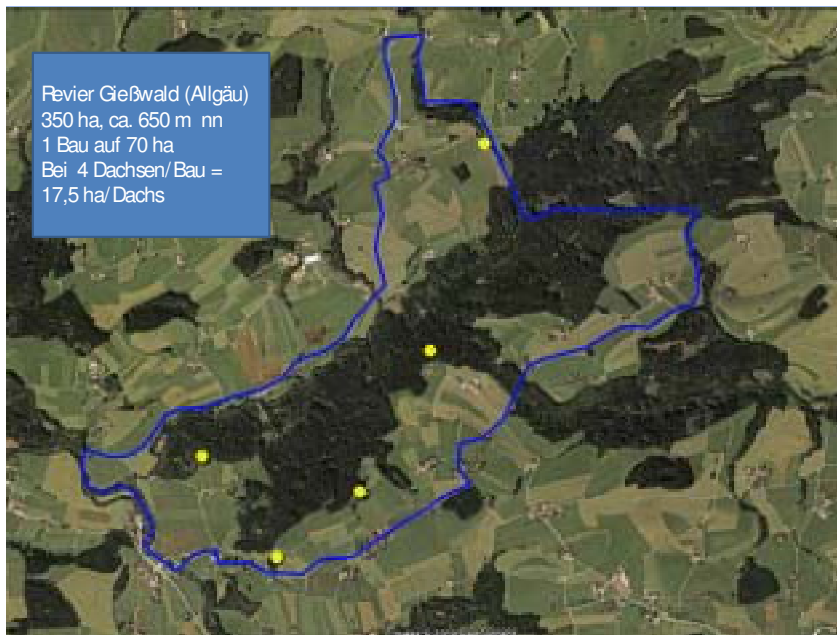 Revier Gießwald (Allgäu)
350 ha, ca. 650 m nn
1 Bau auf 70 ha
Bei 4 Dachsen/Bau =
17,5 ha/Dachs